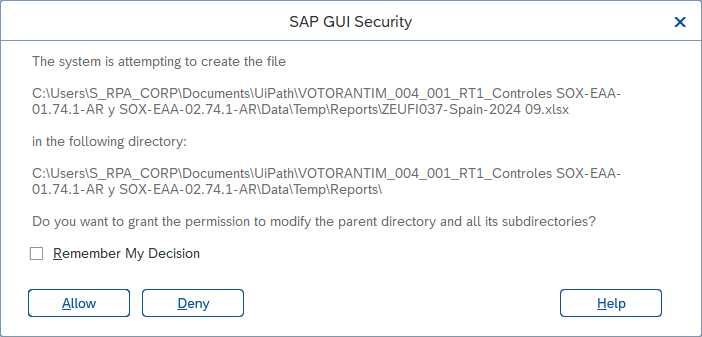 SAP GUI Security
The system is attempting to create the file
C:\Users\S_RPA_CORP\Documents\UiPath\VOTORANTIM_004_001_RT1_Controles SOX-EAA-
01.74.1-AR y SOX-EAA-02.74.1-AR\Data\Temp\Reports\ZEUFI037-Spain-2024 09.xlsx
in the following directory:
C:\Users\S_RPA_CORP\Documents\UiPath\VOTORANTIM_004_001_RT1_Controles SOX-EAA-
01.74.1-AR y SOX-EAA-02.74.1-AR\Data\Temp\Reports\
Do you want to grant the permission to modify the parent directory and all its subdirectories?
Remember My Decision
Allow
Deny
Help